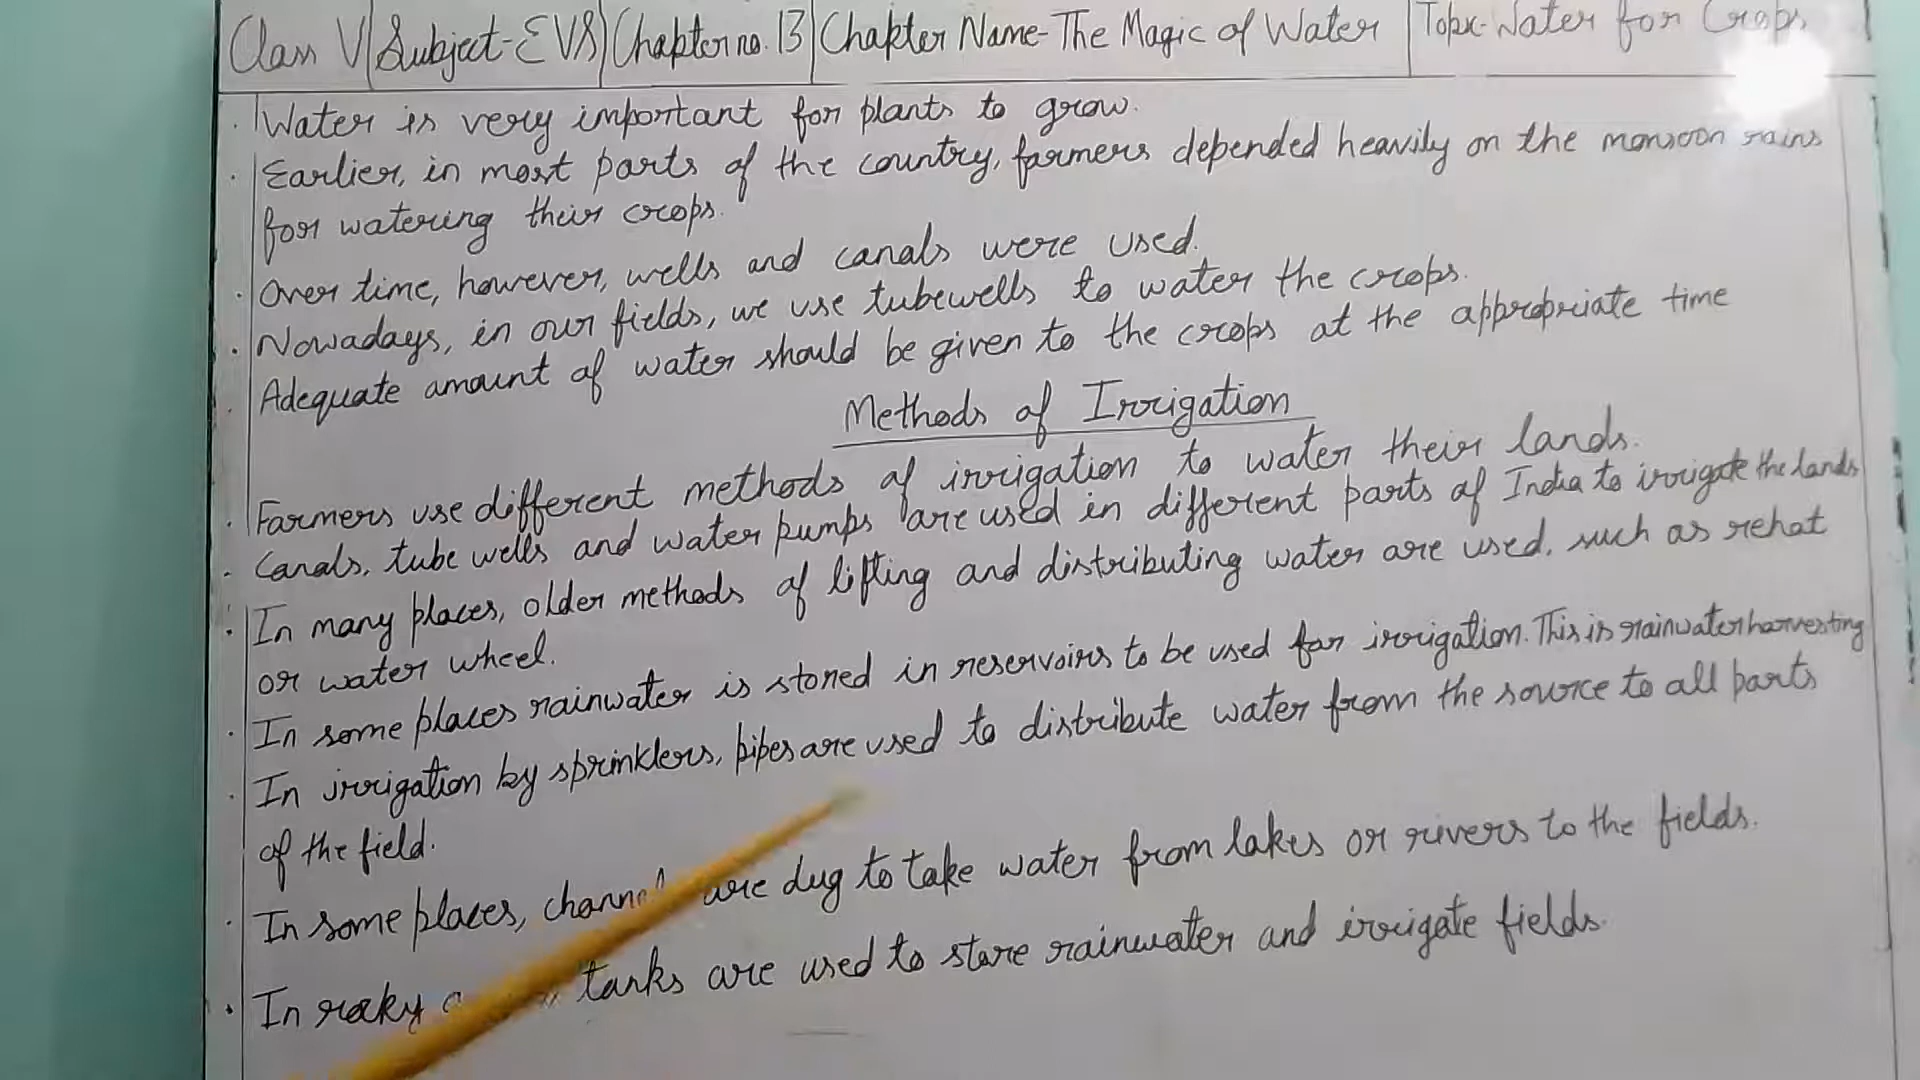 Class V Subject-EVS Chapter no. 13 Chapter Name-The Magic of Water Topic-Water for Crops
. Water is very important for plants to grow.
. Earlier, in most parts of the country, farmers depended heavily on the monsoon rains
for watering their crops.
. Over time, however, wells and canals were used.
. Nowadays, in our fields, we use tubewells to water the crops.
. Adequate amount of water should be given to the crops at the appropriate time
Methods of Irrigation
. Farmers use different methods of irrigation to water their lands.
. Canals, tube wells and water pumps are used in different parts of India to irrigate the lands
. In many places, older methods of lifting and distributing water are used, such as rehat
or water wheel.
. In some places rainwater is stored in reservoirs to be used for irrigation. This is rainwater harvesting
. In irrigation by sprinklers, pipes are used to distribute water from the source to all parts
of the field.
. In some places, are dug to take water from lakes or rivers to the fields.
. In rocky tanks are used to store rainwater and irrigate fields.